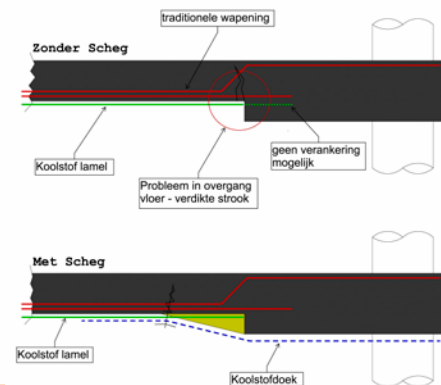 traditionele wapening
Zonder Scheg
Koolstof lamel
geen verankering
mogelijk
Probleem in overgang
vloer - verdikte strook
Met Scheg
Koolstof lamel
Koolstofdoek